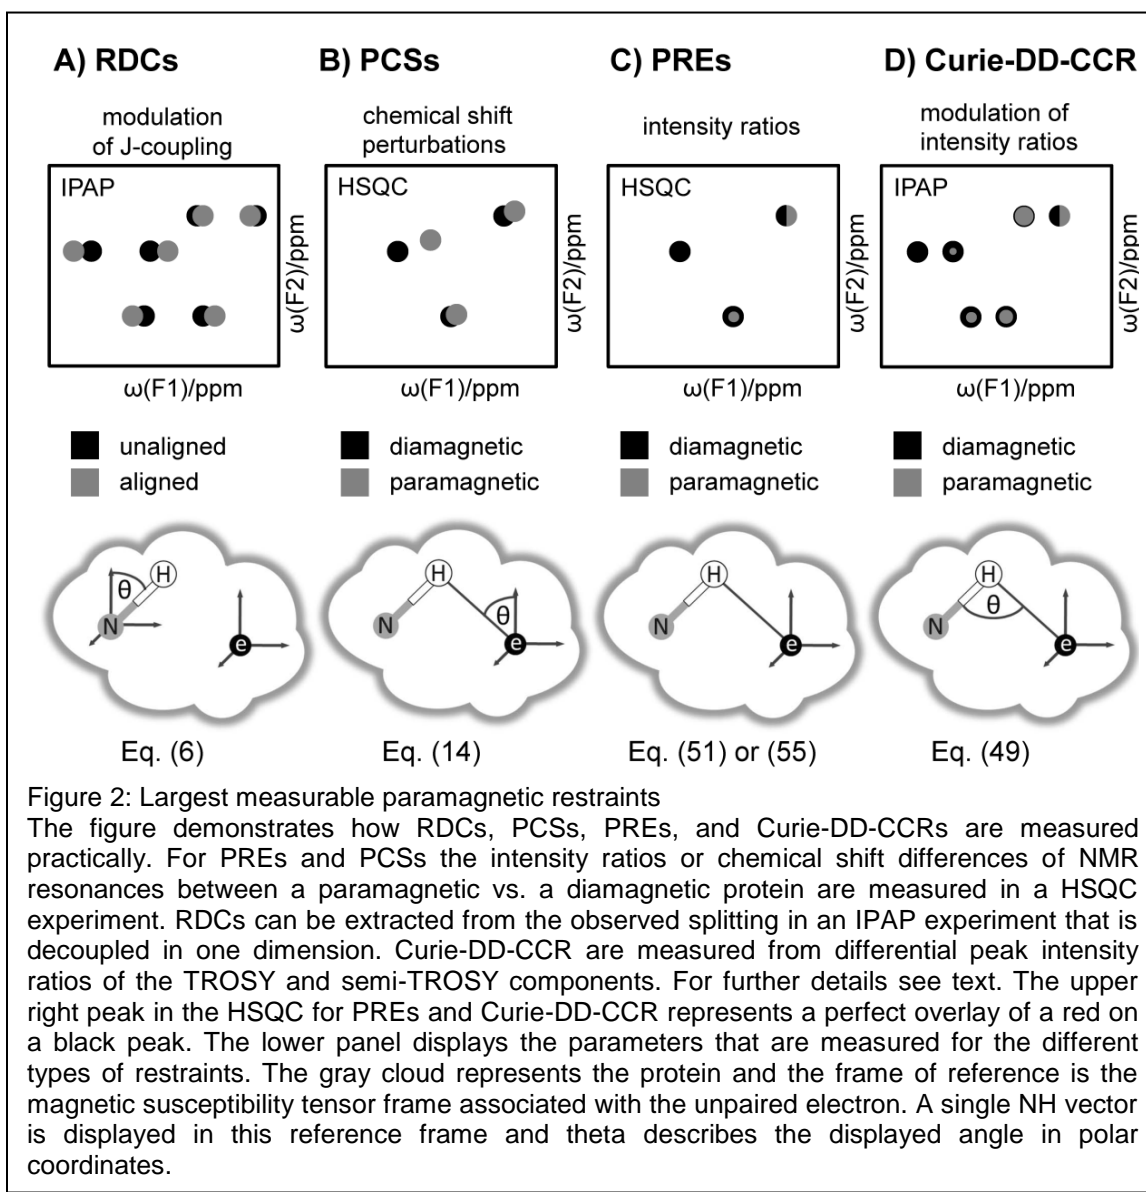 A) RDCs
B) PCSs
C) PREs
D) Curie-DD-CCR
modulation
of J-coupling
chemical shift
perturbations
intensity ratios
modulation of
intensity ratios
IPAP
HSQC
HSQC
IPAP
ω(F2)/ppm
ω(F2)/ppm
ω(F2)/ppm
ω(F2)/ppm
ω(F1)/ppm
ω(F1)/ppm
ω(F1)/ppm
ω(F1)/ppm
unaligned
aligned
diamagnetic
paramagnetic
diamagnetic
paramagnetic
diamagnetic
paramagnetic
θ
H
N
e
H
θ
N
e
H
N
e
H
θ
N
e
Eq. (6)
Eq. (14)
Eq. (51) or (55)
Eq. (49)
Figure 2: Largest measurable paramagnetic restraints
The figure demonstrates how RDCs, PCSs, PREs, and Curie-DD-CCRs are measured
practically. For PREs and PCSs the intensity ratios or chemical shift differences of NMR
resonances between a paramagnetic vs. a diamagnetic protein are measured in a HSQC
experiment. RDCs can be extracted from the observed splitting in an IPAP experiment that is
decoupled in one dimension. Curie-DD-CCR are measured from differential peak intensity
ratios of the TROSY and semi-TROSY components. For further details see text. The upper
right peak in the HSQC for PREs and Curie-DD-CCR represents a perfect overlay of a red on
a black peak. The lower panel displays the parameters that are measured for the different
types of restraints. The gray cloud represents the protein and the frame of reference is the
magnetic susceptibility tensor frame associated with the unpaired electron. A single NH vector
is displayed in this reference frame and theta describes the displayed angle in polar
coordinates.